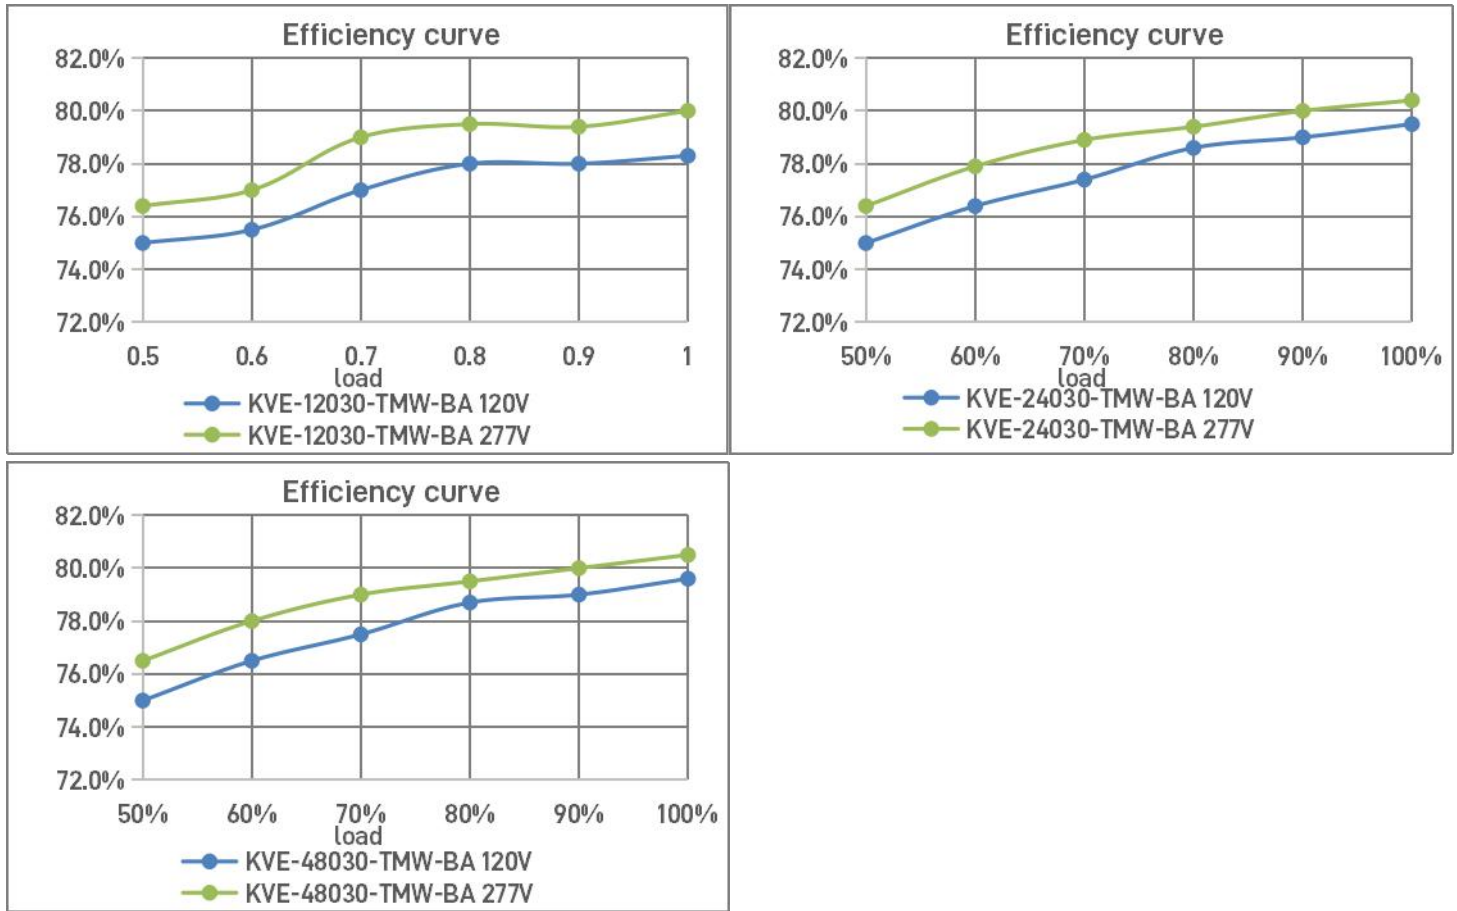 Efficiency curve
82.0%
80.0%
78.0%
76.0%
74.0%
72.0%
0.5 0.6 0.7 0.8 0.9 1
load
KVE-12030-TMW-BA 120V
KVE-12030-TMW-BA 277V
Efficiency curve
82.0%
80.0%
78.0%
76.0%
74.0%
72.0%
50% 60% 70% 80% 90% 100%
load
KVE-24030-TMW-BA 120V
KVE-24030-TMW-BA 277V
Efficiency curve
82.0%
80.0%
78.0%
76.0%
74.0%
72.0%
50% 60% 70% 80% 90% 100%
load
KVE-48030-TMW-BA 120V
KVE-48030-TMW-BA 277V